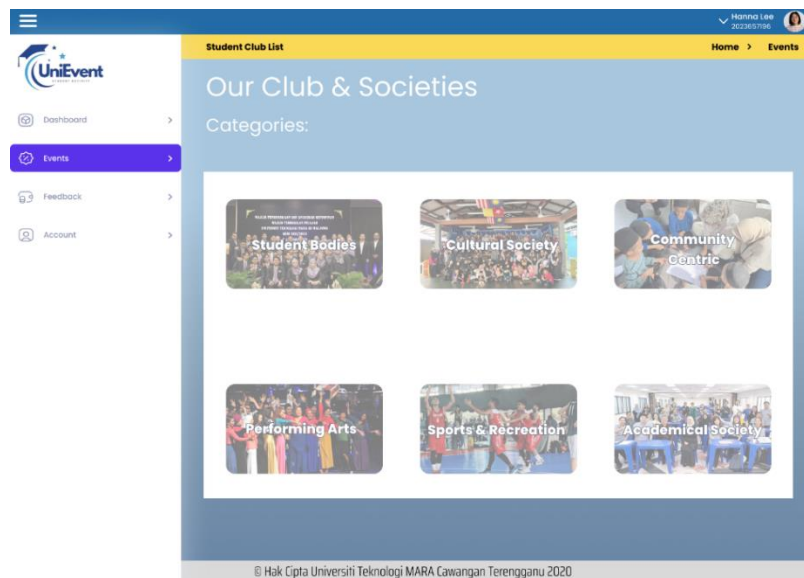 Hanna Lee
2023657196
UniEvent
Student Club List
Home > Events
Our Club & Societies
Categories:
Dashboard
Events
Feedback
Account
Student Bodies
Cultural Society
Community
Centric
Performing Arts
Sports & Recreation
Academical Society
© Hak Cipta Universiti Teknologi MARA Cawangan Terengganu 2020